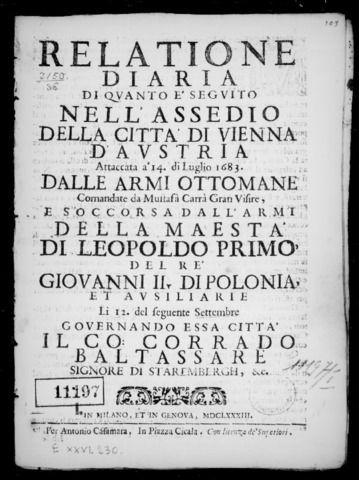 RELATIONE
DIARIA
DI QVANTO E' SEGVITO
NELL'ASSEDIO
DELLA CITTA' DI VIENNA
D'AVSTRIA
Attaccata a' 14. di Luglio 1683.
DALLE ARMI OTTOMANE
Comandate da Mustafà Carrà Gran Visire,
E SOCCORSA DALL'ARMI
DELLA MAESTA'
DI LEOPOLDO PRIMO,
DEL RE'
GIOVANNI II, DI POLONIA,
ET AVSILIARIE
Li 12. del seguente Settembre
GOVERNANDO ESSA CITTA'
IL CO: CORRADO
BALTASSARE
SIGNORE DI STAREMBERGH, &c.
11197
IN MILANO, ET IN GENOVA, MDCLXXXIII.
Per Antonio Casamara, In Piazza Cicala. Con licenza de' Superiori.
E. XXVI. 230.